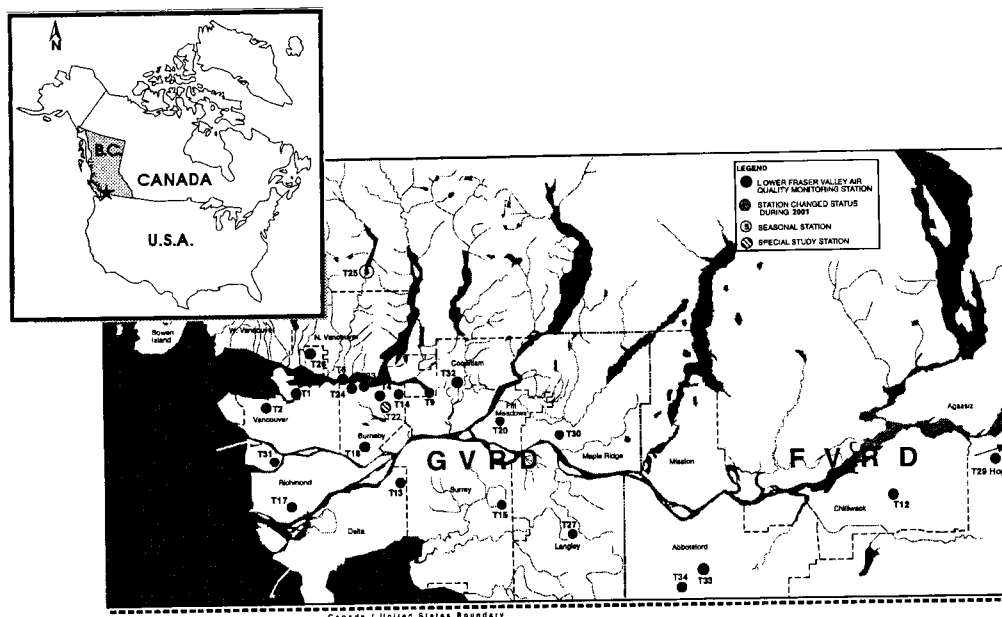 N
B.C.
CANADA
U.S.A.
LEGEND
LOWER FRASER VALLEY AIR
QUALITY MONITORING STATION
STATION CHANGED STATUS
DURING 2001
S SEASONAL STATION
SPECIAL STUDY STATION
T25
Bowen
Island
W. Vancouver
N. Vancouver
T26
T1
T2
Vancouver
T24
T4
T14
T22
T9
T32
Coquitlam
Pitt
Meadows
T20
T30
Maple Ridge
Mission
Agassiz
Burnaby
T18
T31
Richmond
T17
T13
Delta
G V R D
Surrey
T15
T27
Langley
F V R D
Chilliwack
T12
T29 Hop
Abbotsford
T34
T33
Canada / United States Boundary